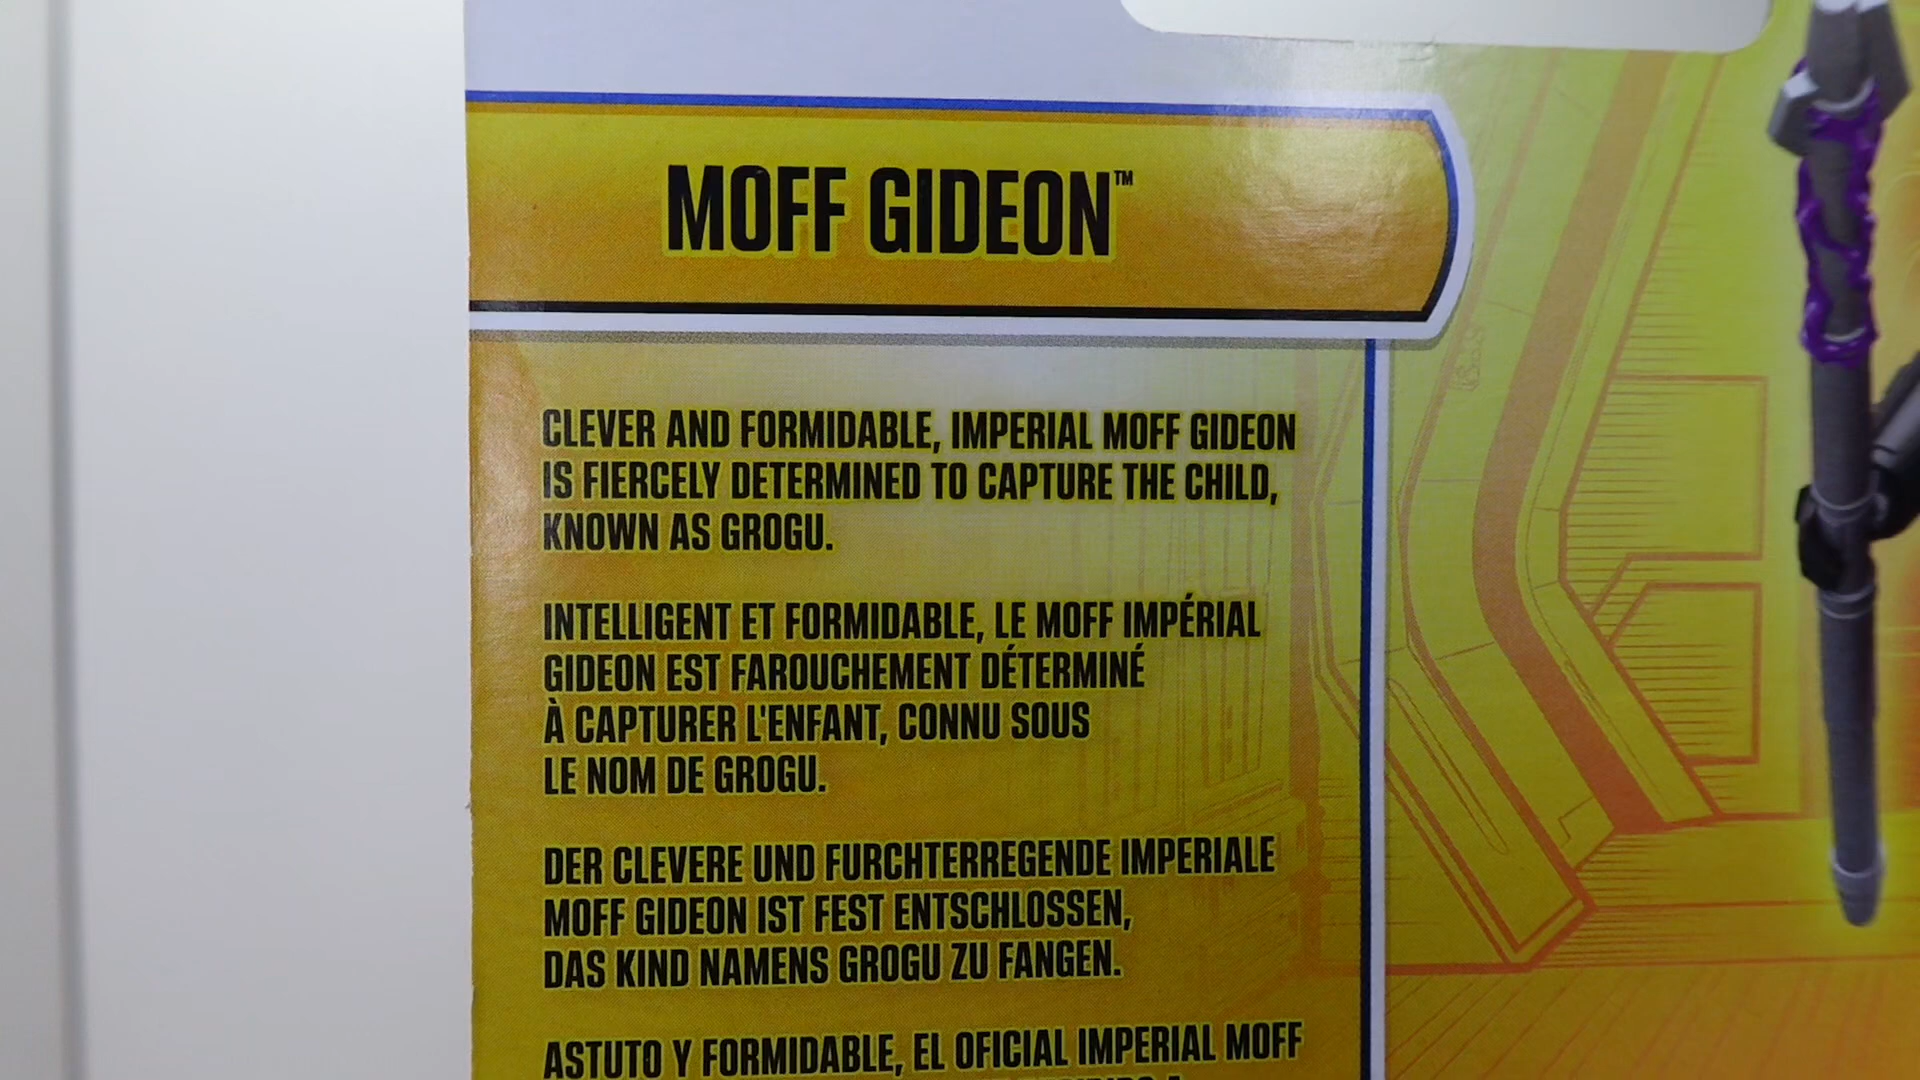 MOFF GIDEON™
CLEVER AND FORMIDABLE, IMPERIAL MOFF GIDEON
IS FIERCELY DETERMINED TO CAPTURE THE CHILD,
KNOWN AS GROGU.
INTELLIGENT ET FORMIDABLE, LE MOFF IMPÉRIAL
GIDEON EST FAROUCHEMENT DÉTERMINÉ
À CAPTURER L'ENFANT, CONNU SOUS
LE NOM DE GROGU.
DER CLEVERE UND FURCHTERREGENDE IMPERIALE
MOFF GIDEON IST FEST ENTSCHLOSSEN,
DAS KIND NAMENS GROGU ZU FANGEN.
ASTUTO Y FORMIDABLE, EL OFICIAL IMPERIAL MOFF